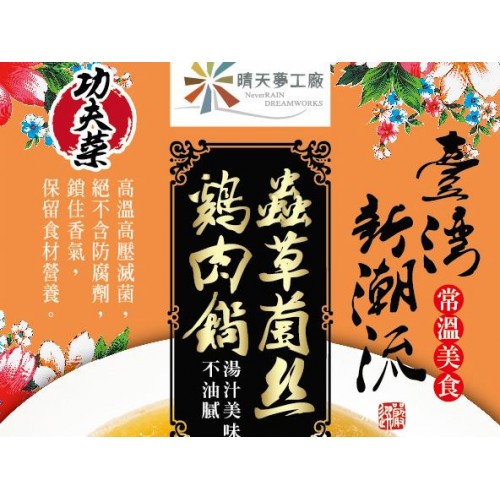 晴天夢工廠
NeverRAIN
DREAMWORKS
功夫菜
臺灣
新潮流
常溫美食
蟲草菌丝
鷄肉鍋
湯汁美味
不油膩
高溫高壓滅菌，
絕不含防腐劑，
鎖住香氣，
保留食材營養。